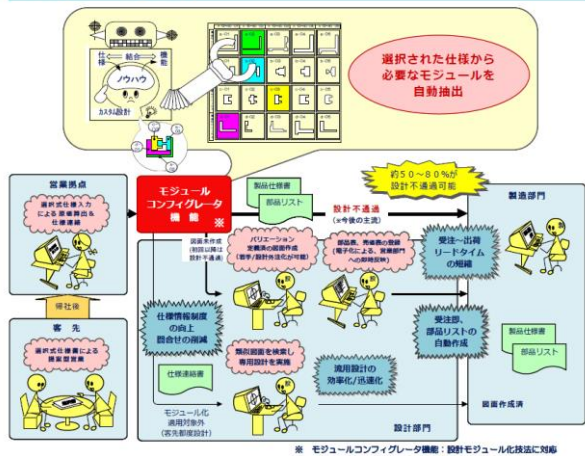 仕様
結合
機能
ノウハウ
カスタム設計
選択された仕様から
必要なモジュールを
自動抽出
営業拠点
選択式仕様入力
による原価算出&
仕様連絡
帰社後
客 先
選択式仕様書による
提案型営業
モジュール
コンフィグレータ
機 能
※
製品仕様書
部品リスト
設計不通過
(※今後の主流)
約50~80%が
設計不通過可能
製造部門
図面未作成
(初回以降は
設計不通過)
バリエーション
定義済の図面作成
(若手/設計外注化が可能)
部品表、売価表の登録
(電子化による、営業部門
への即時反映)
受注~出荷
リードタイム
の短縮
仕様情報制度
の向上
問合せの削減
受注即、
部品リストの
自動作成
仕様連絡書
類似図面を検索し
専用設計を実施
流用設計の
効率化/迅速化
製品仕様書
部品リスト
モジュール化
適用対象外
(客先都度設計)
設計部門
図面作成済
※ モジュールコンフィグレータ機能:設計モジュール化技法に対応